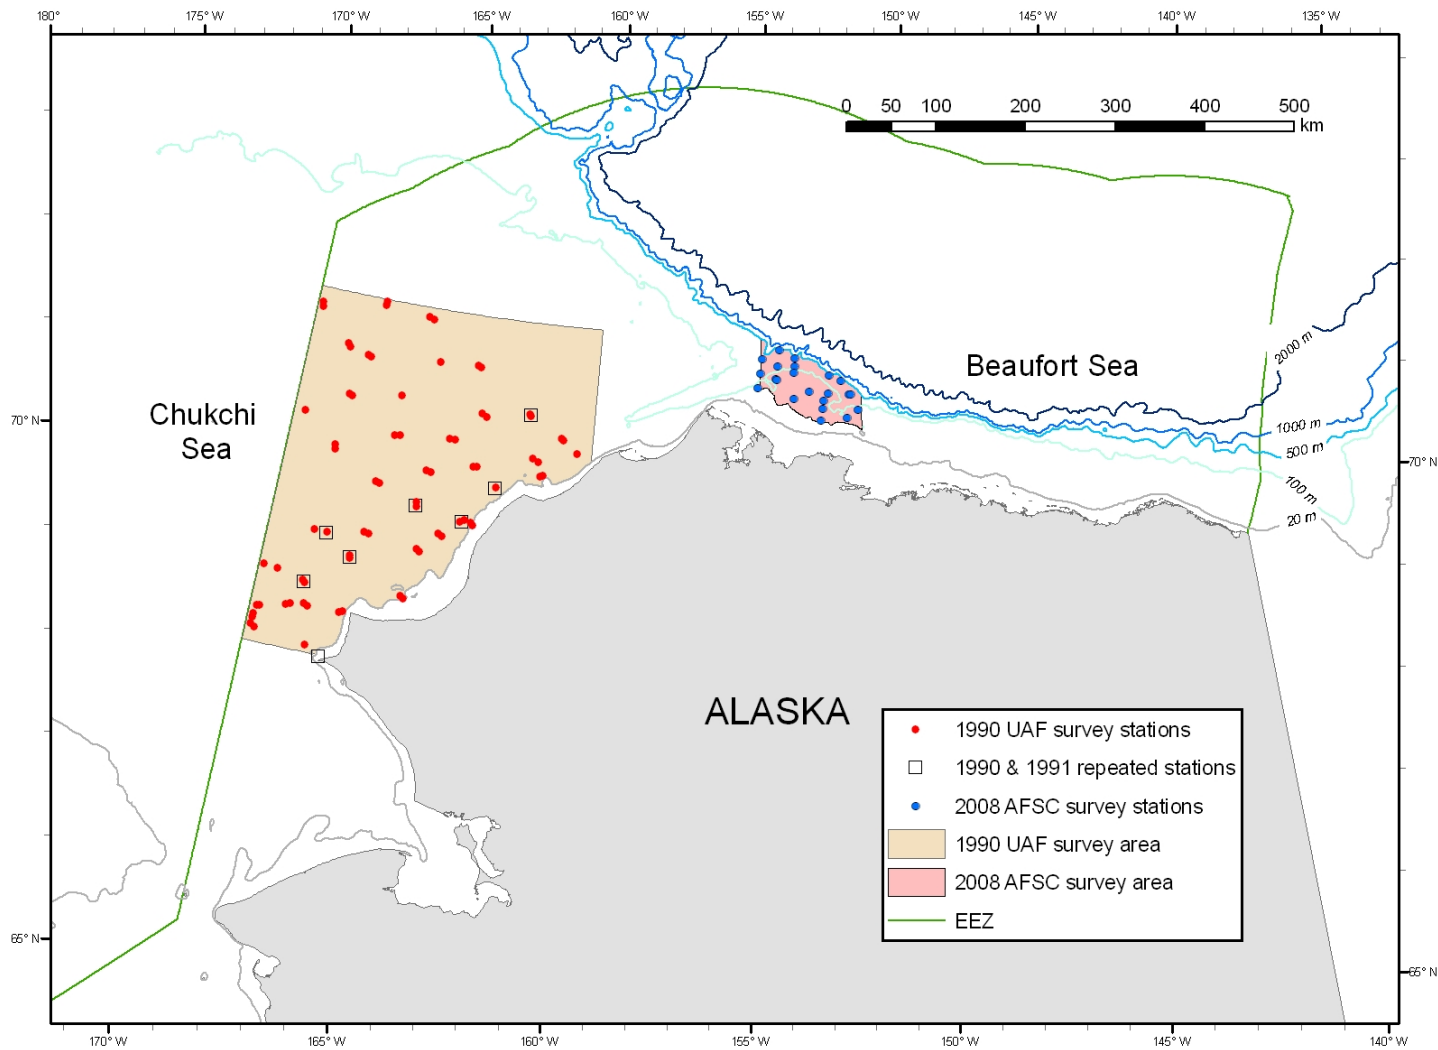 180° 175° W 170° W 165° W 160° W 155° W 150° W 145° W 140° W 135° W
0 50 100 200 300 400 500
km
2000 m
Beaufort Sea
Chukchi
Sea
70° N
1000 m
500 m
70° N
100 m
20 m
ALASKA
1990 UAF survey stations
1990 & 1991 repeated stations
2008 AFSC survey stations
1990 UAF survey area
2008 AFSC survey area
EEZ
65° N
65° N
170° W 165° W 160° W 155° W 150° W 145° W 140° W